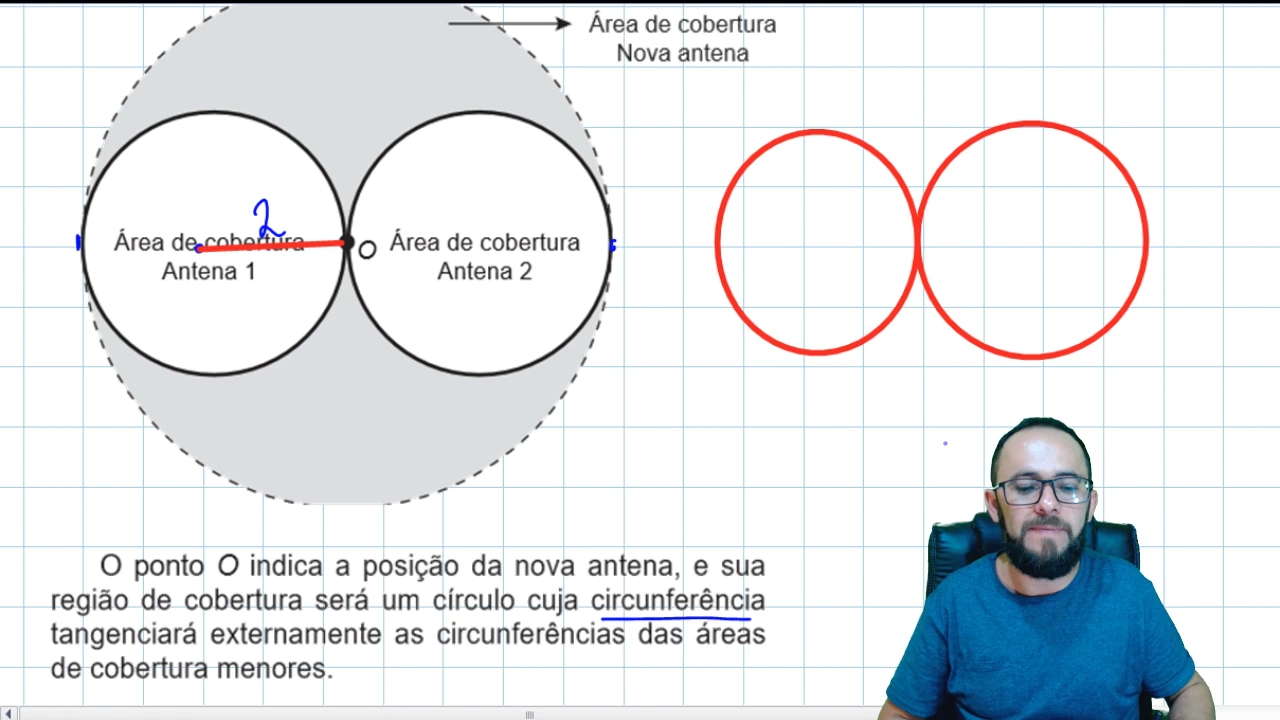 Área de cobertura
Nova antena
2
Área de cobertura
Antena 1
O
Área de cobertura
Antena 2
O ponto O indica a posição da nova antena, e sua
região de cobertura será um círculo cuja circunferência
tangenciará externamente as circunferências das áreas
de cobertura menores.